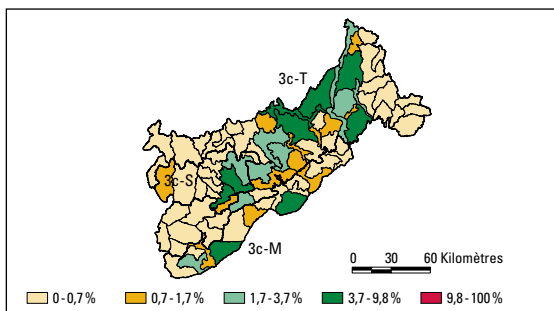 3c-T
3c-S
3c-M
0 30 60 Kilomètres
0 - 0,7 % 0,7 - 1,7 % 1,7 - 3,7 % 3,7 - 9,8 % 9,8 - 100 %